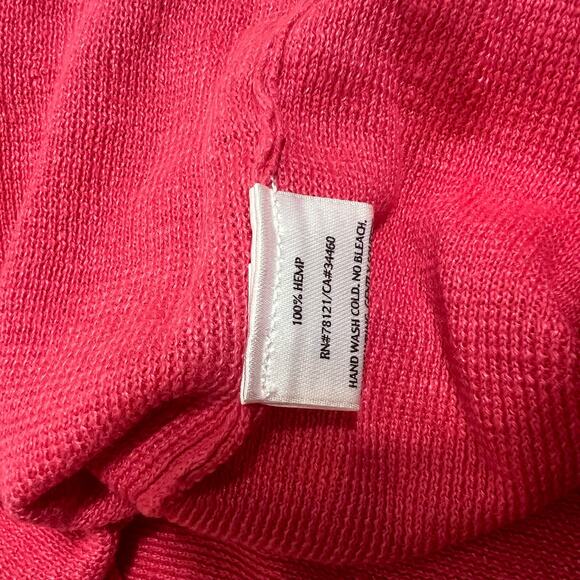 100% HEMP
RN#78121/CA#34460
HAND WASH COLD. NO BLEACH.